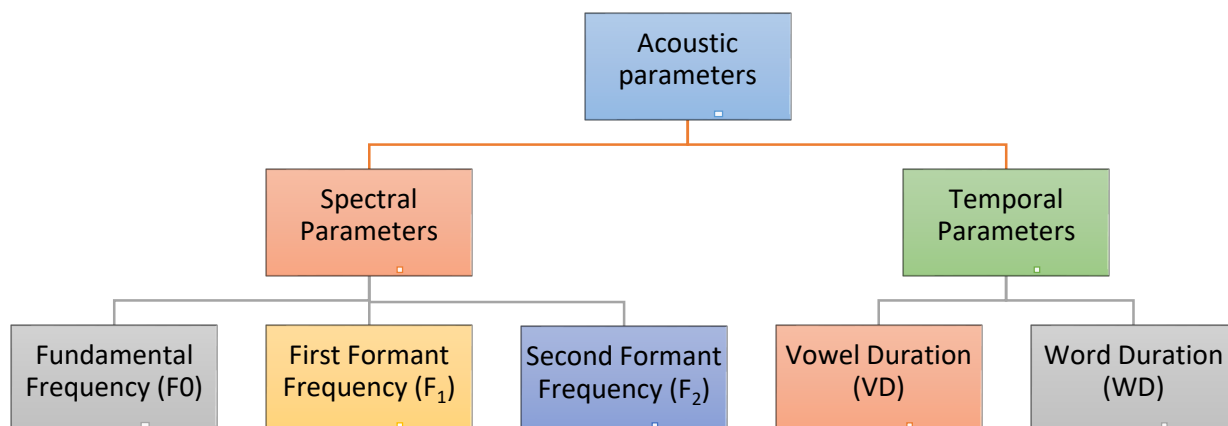 Acoustic
parameters
Spectral
Parameters
Temporal
Parameters
Fundamental
Frequency (F0)
First Formant
Frequency (F₁)
Second Formant
Frequency (F₂)
Vowel Duration
(VD)
Word Duration
(WD)